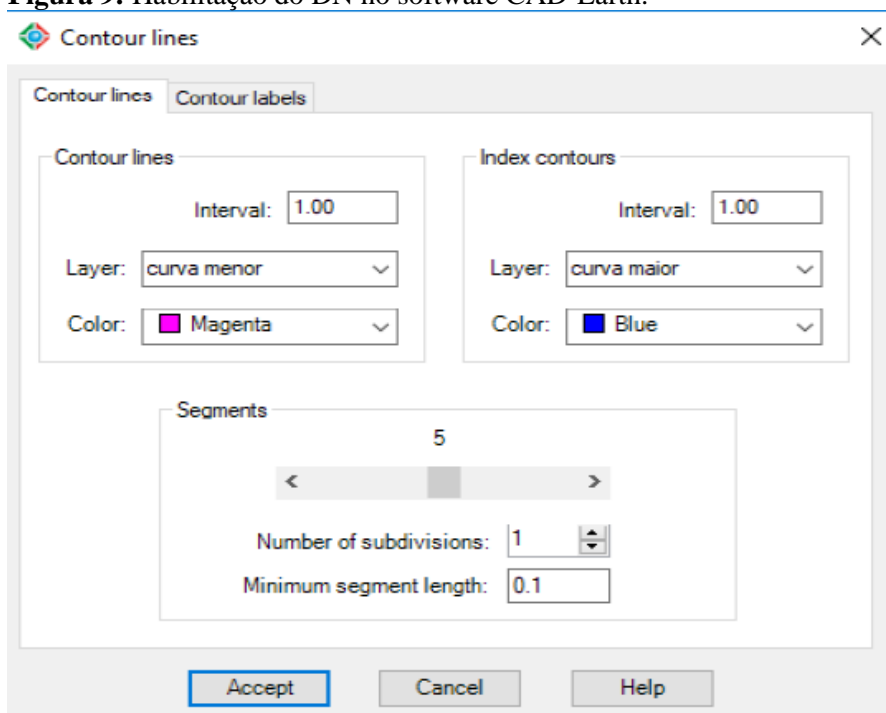 Figura 9. Habilitação do DN no software CAD-Earth.
Contour lines
Contour lines Contour labels
Contour lines
Interval: 1.00
Layer: curva menor
Color: Magenta
Index contours
Interval: 1.00
Layer: curva maior
Color: Blue
Segments
5
Number of subdivisions: 1
Minimum segment length: 0.1
Accept Cancel Help